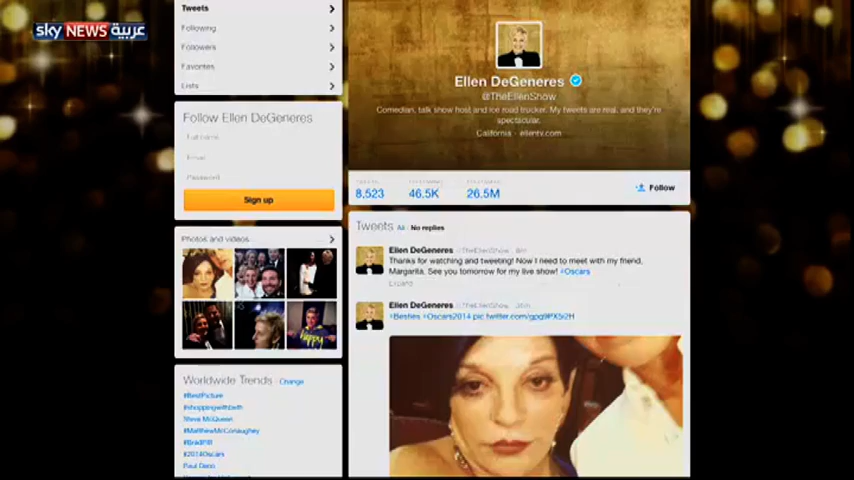 sky NEWS عربية
Tweets
Following
Followers
Favorites
Lists
Follow Ellen DeGeneres
Full name
Email
Password
Sign up
Photos and videos
Worldwide Trends Change
#BestPicture
#shoppingwithbeth
Steve McQueen
#MatthewMcConaughey
#BradPitt
#2014Oscars
Paul Dano
Ellen DeGeneres
@TheEllenShow
Comedian, talk show host and ice road trucker. My tweets are real, and they're
spectacular.
California · ellentv.com
8,523 46.5K 26.5M
Follow
Tweets All No replies
Ellen DeGeneres @TheEllenShow
Thanks for watching and tweeting! Now I need to meet with my friend,
Margarita. See you tomorrow for my live show! #Oscars
Expand
Ellen DeGeneres @TheEllenShow
#Besties #Oscars2014
happy